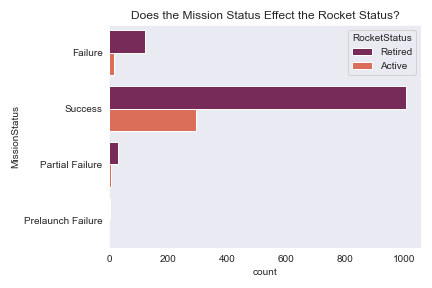 Does the Mission Status Effect the Rocket Status?
RocketStatus
Retired
Active
MissionStatus
Failure
Success
Partial Failure
Prelaunch Failure
0 200 400 600 800 1000
count